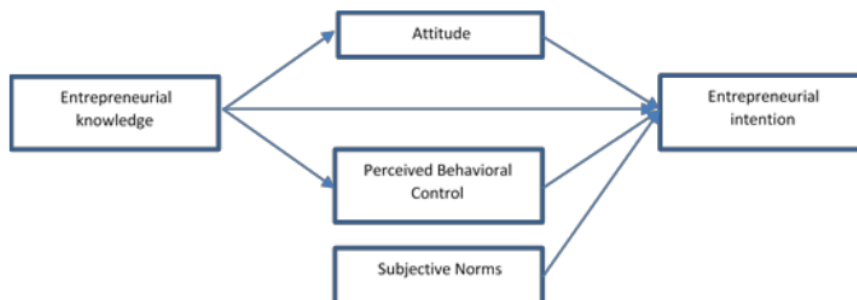 Attitude
Entrepreneurial
knowledge
Entrepreneurial
intention
Perceived Behavioral
Control
Subjective Norms